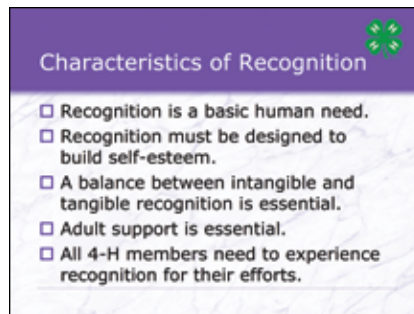 Characteristics of Recognition
Recognition is a basic human need.
Recognition must be designed to
build self-esteem.
A balance between intangible and
tangible recognition is essential.
Adult support is essential.
All 4-H members need to experience
recognition for their efforts.